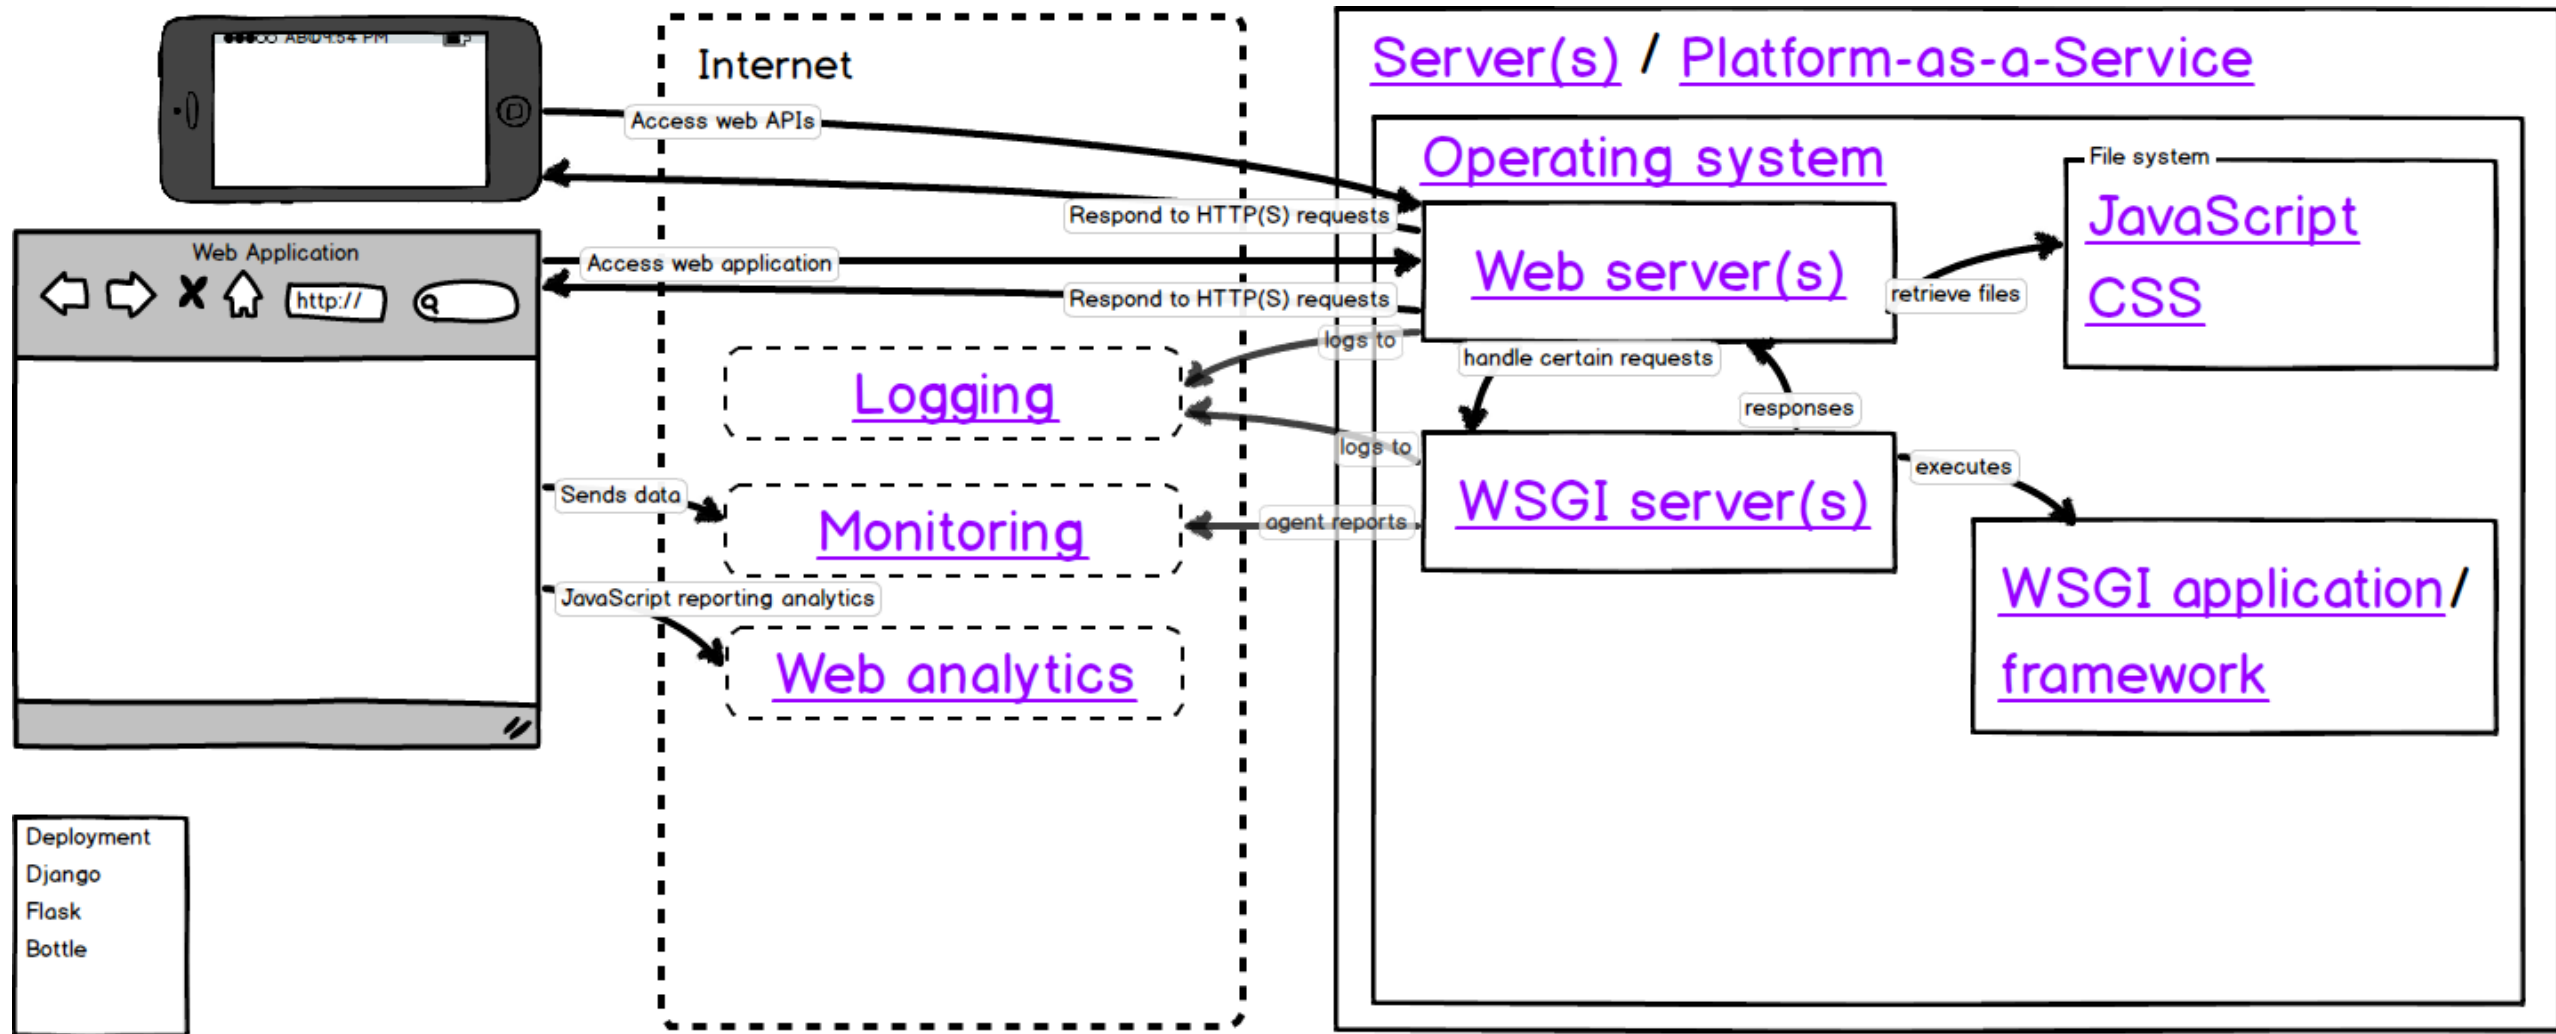 9:54 PM
Internet
Server(s) / Platform-as-a-Service
Access web APIs
Operating system
File system
JavaScript
CSS
Respond to HTTP(S) requests
Web Application
http://
Access web application
Web server(s)
retrieve files
Respond to HTTP(S) requests
logs to
handle certain requests
responses
Logging
logs to
executes
Sends data
Monitoring
agent reports
WSGI server(s)
JavaScript reporting analytics
WSGI application/
framework
Web analytics
Deployment
Django
Flask
Bottle